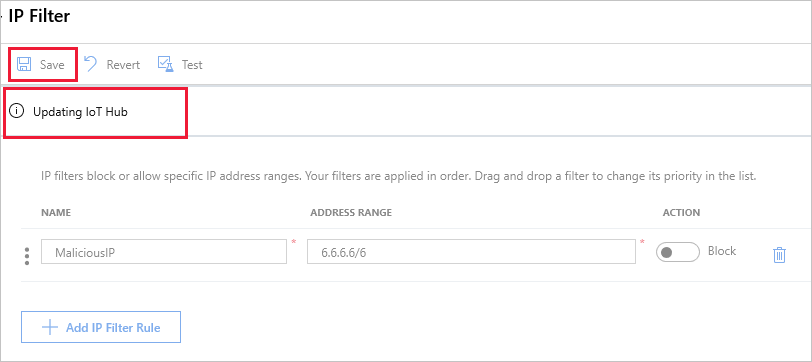 IP Filter
Save Revert Test
Updating IoT Hub
IP filters block or allow specific IP address ranges. Your filters are applied in order. Drag and drop a filter to change its priority in the list.
NAME ADDRESS RANGE ACTION
MaliciousIP * 6.6.6.6/6 * Block
Add IP Filter Rule